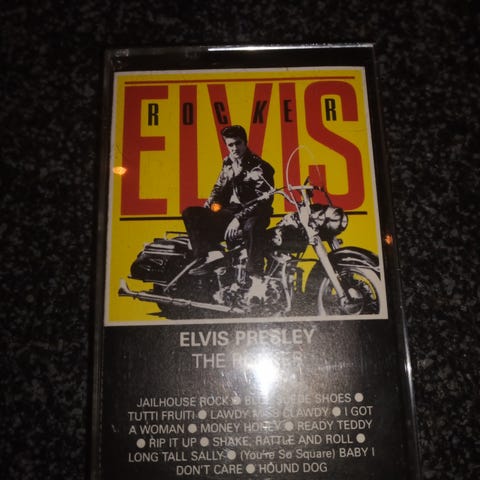 ROCKER
ELVIS
ELVIS PRESLEY
THE ROCKER
JAILHOUSE ROCK ● BLUE SUEDE SHOES ●
TUTTI FRUITI ● LAWDY MISS CLAWDY ● I GOT
A WOMAN ● MONEY HONEY ● READY TEDDY
● RIP IT UP ● SHAKE, RATTLE AND ROLL ●
LONG TALL SALLY ● (You're So Square) BABY I
DON'T CARE ● HOUND DOG